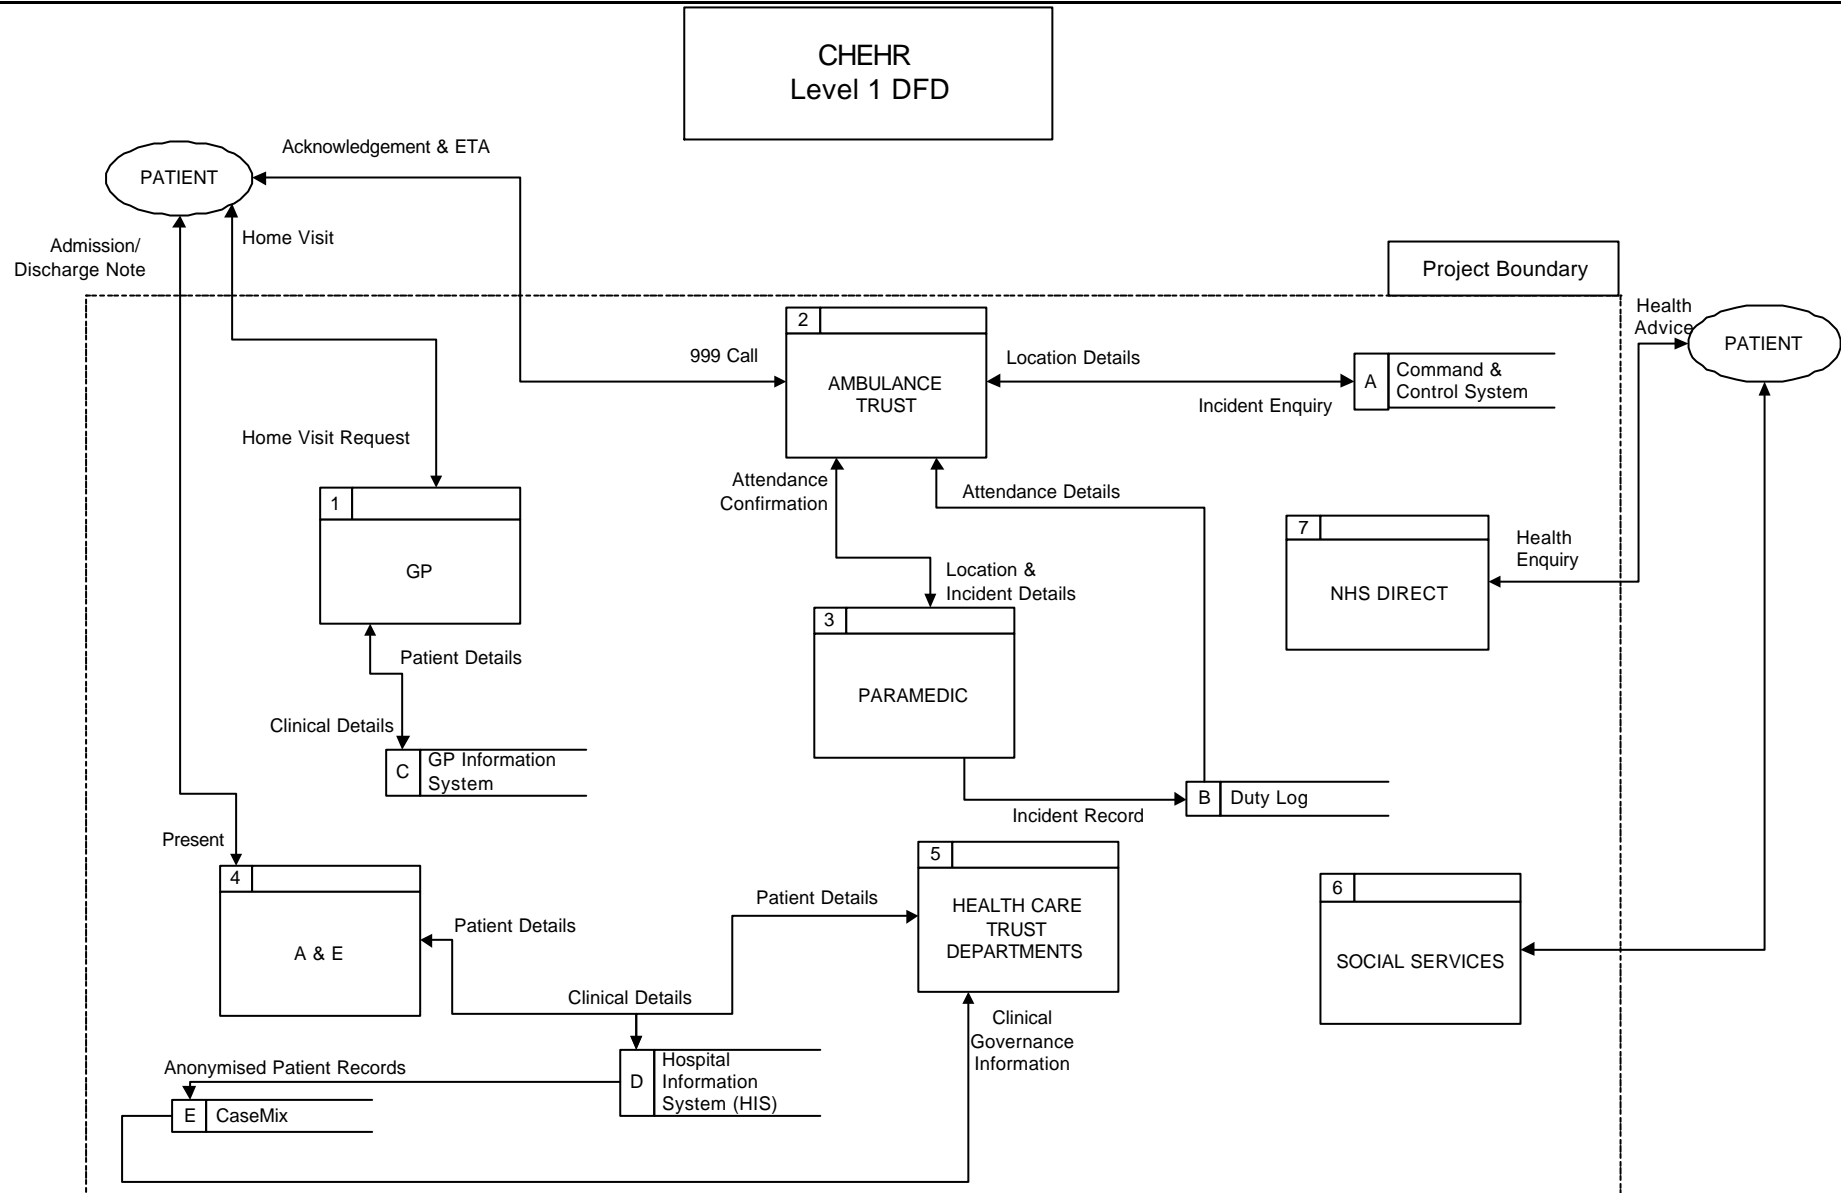 CHEHR
Level 1 DFD
Acknowledgement & ETA
PATIENT
Home Visit
Admission/
Discharge Note
Project Boundary
Health
Advice
PATIENT
2
AMBULANCE
TRUST
999 Call
Location Details
Incident Enquiry
A
Command &
Control System
Home Visit Request
Attendance
Confirmation
Attendance Details
1
GP
7
NHS DIRECT
Health
Enquiry
Location &
Incident Details
3
PARAMEDIC
Patient Details
Clinical Details
C
GP Information
System
B
Duty Log
Incident Record
Present
4
A & E
Patient Details
Patient Details
5
HEALTH CARE
TRUST
DEPARTMENTS
6
SOCIAL SERVICES
Clinical Details
Clinical
Governance
Information
D
Hospital
Information
System (HIS)
Anonymised Patient Records
E
CaseMix